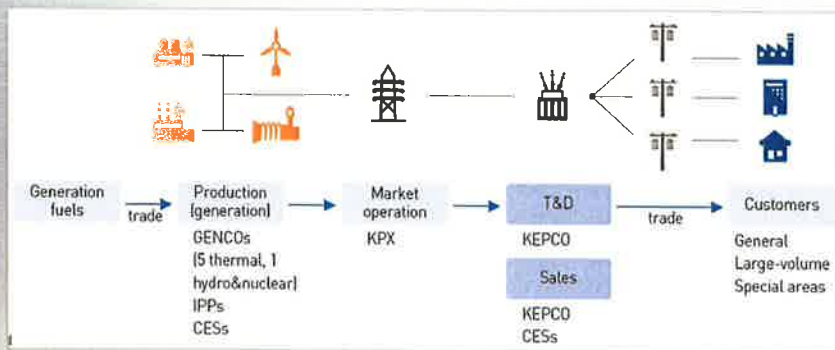 Generation
fuels
trade
Production
(generation)
GENCOs
(5 thermal, 1
hydro&nuclear)
IPPs
CESs
Market
operation
KPX
T&D
KEPCO
Sales
KEPCO
CESs
trade
Customers
General
Large-volume
Special areas